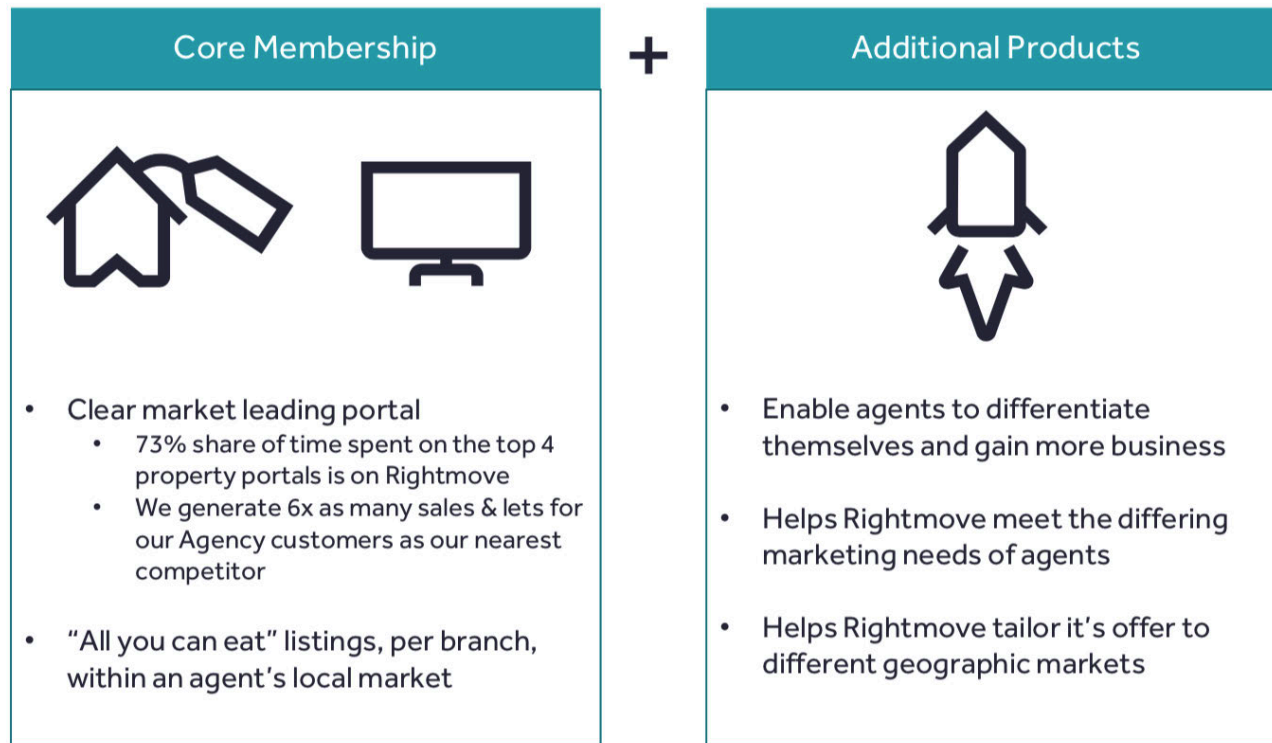 Core Membership
+
Additional Products
• Clear market leading portal
• 73% share of time spent on the top 4
property portals is on Rightmove
• We generate 6x as many sales & lets for
our Agency customers as our nearest
competitor
• “All you can eat” listings, per branch,
within an agent’s local market
• Enable agents to differentiate
themselves and gain more business
• Helps Rightmove meet the differing
marketing needs of agents
• Helps Rightmove tailor it’s offer to
different geographic markets